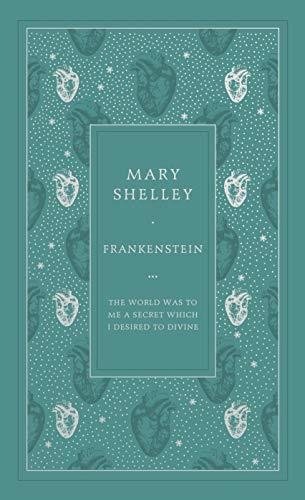 MARY
SHELLEY
·
FRANKENSTEIN
...
THE WORLD WAS TO
ME A SECRET WHICH
I DESIRED TO DIVINE